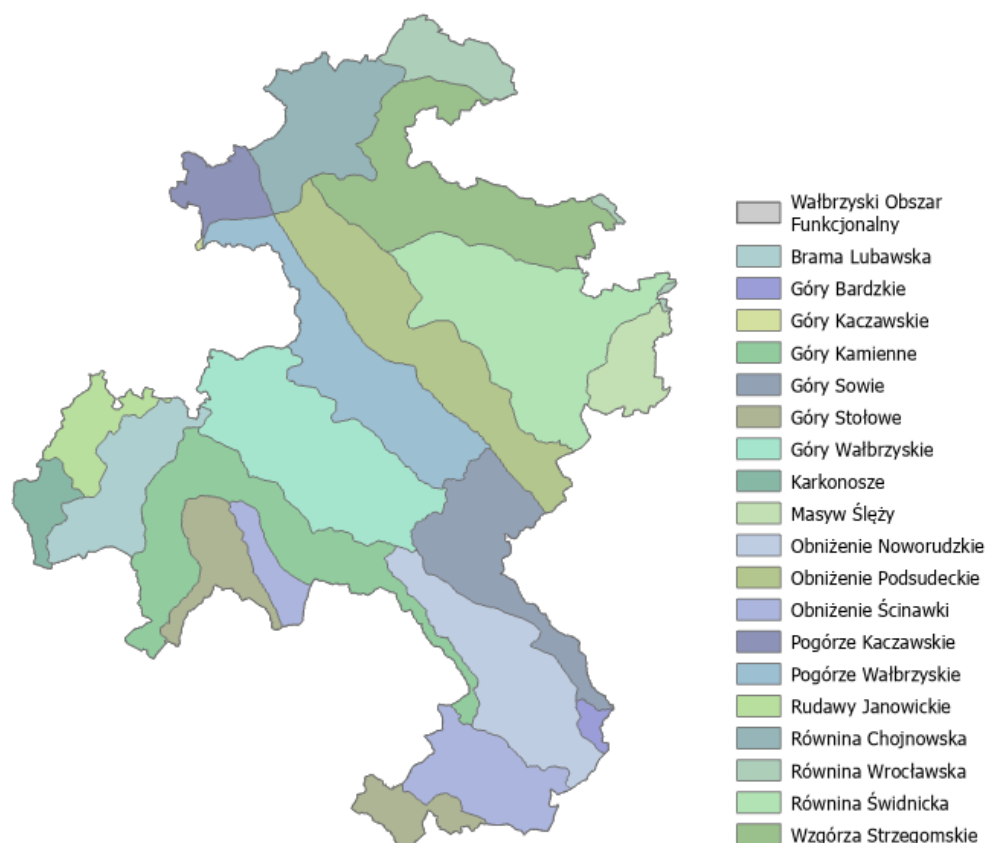 Wałbrzyski Obszar
Funkcjonalny
Brama Lubawska
Góry Bardzkie
Góry Kaczawskie
Góry Kamienne
Góry Sowie
Góry Stołowe
Góry Wałbrzyskie
Karkonosze
Masyw Ślęży
Obniżenie Noworudzkie
Obniżenie Podsudeckie
Obniżenie Ścinawki
Pogórze Kaczawskie
Pogórze Wałbrzyskie
Rudawy Janowickie
Równina Chojnowska
Równina Wrocławska
Równina Świdnicka
Wzgórza Strzegomskie